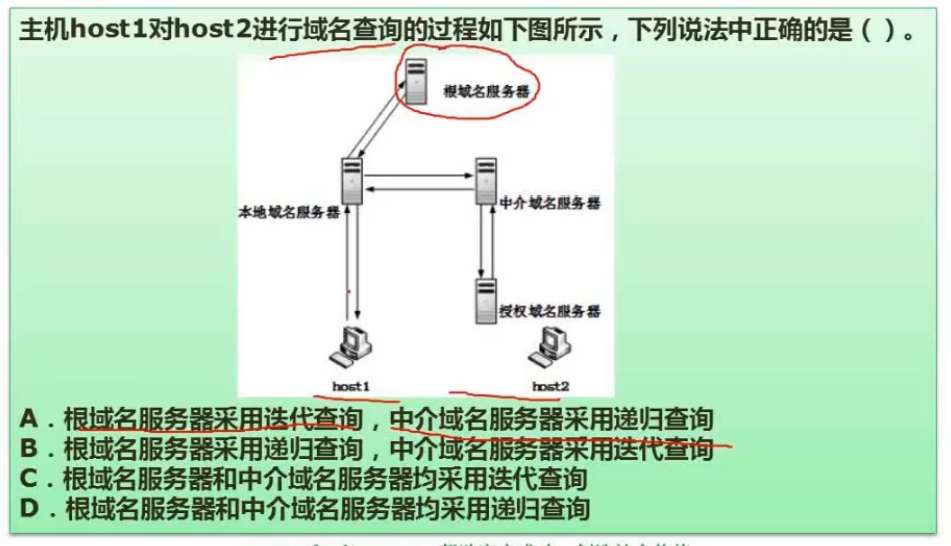 主机host1对host2进行域名查询的过程如下图所示，下列说法中正确的是（ ）。
根域名服务器
本地域名服务器
中介域名服务器
授权域名服务器
host1
host2
A．根域名服务器采用迭代查询，中介域名服务器采用递归查询
B．根域名服务器采用递归查询，中介域名服务器采用迭代查询
C．根域名服务器和中介域名服务器均采用迭代查询
D．根域名服务器和中介域名服务器均采用递归查询